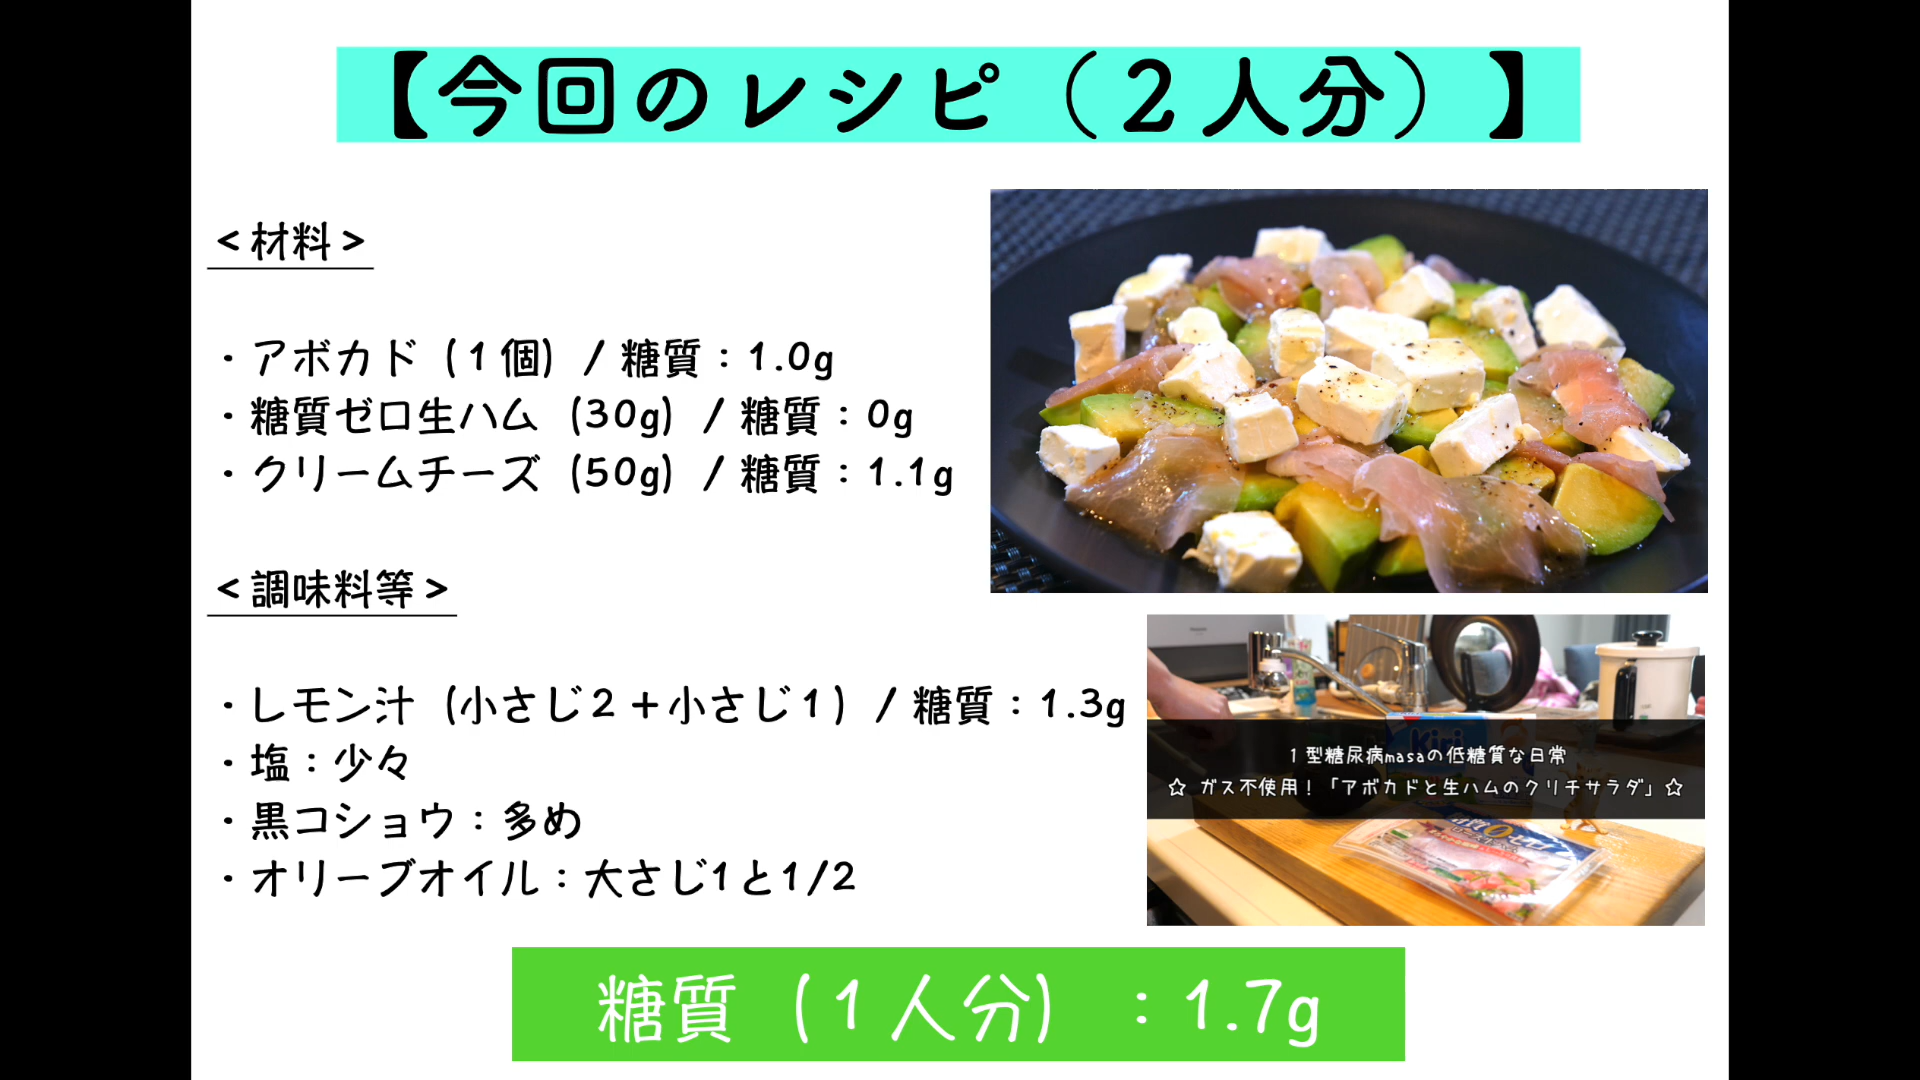 【今回のレシピ（２人分）】
＜材料＞
・アボカド（１個）/ 糖質：1.0g
・糖質ゼロ生ハム（30g）/ 糖質：0g
・クリームチーズ（50g）/ 糖質：1.1g
＜調味料等＞
・レモン汁（小さじ２＋小さじ１）/ 糖質：1.3g
・塩：少々
・黒コショウ：多め
・オリーブオイル：大さじ1と1/2
Kiri
１型糖尿病masaの低糖質な日常
☆ ガス不使用！「アボカドと生ハムのクリチサラダ」☆
糖質0ゼロ
糖質（１人分）：1.7g